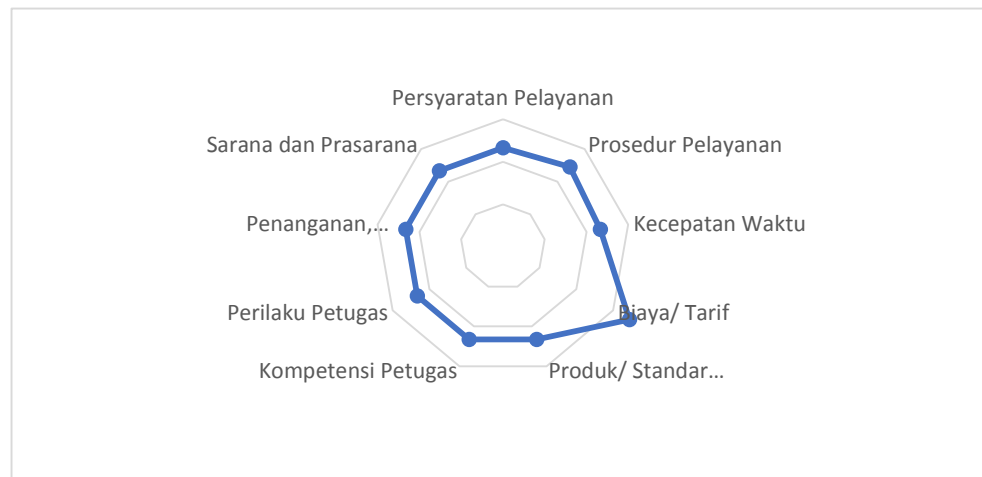 Persyaratan Pelayanan
Prosedur Pelayanan
Kecepatan Waktu
Biaya/ Tarif
Produk/ Standar...
Kompetensi Petugas
Perilaku Petugas
Penanganan,...
Sarana dan Prasarana